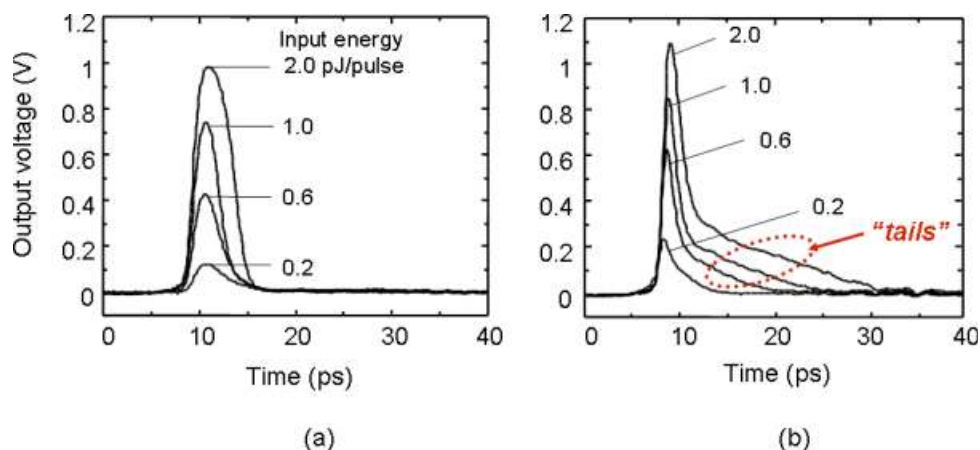 1.2
1
0.8
0.6
0.4
0.2
0
Output voltage (V)
Input energy
2.0 pJ/pulse
1.0
0.6
0.2
0 10 20 30 40
Time (ps)
(a)
1.2
1
0.8
0.6
0.4
0.2
0
2.0
1.0
0.6
0.2
“tails”
0 10 20 30 40
Time (ps)
(b)